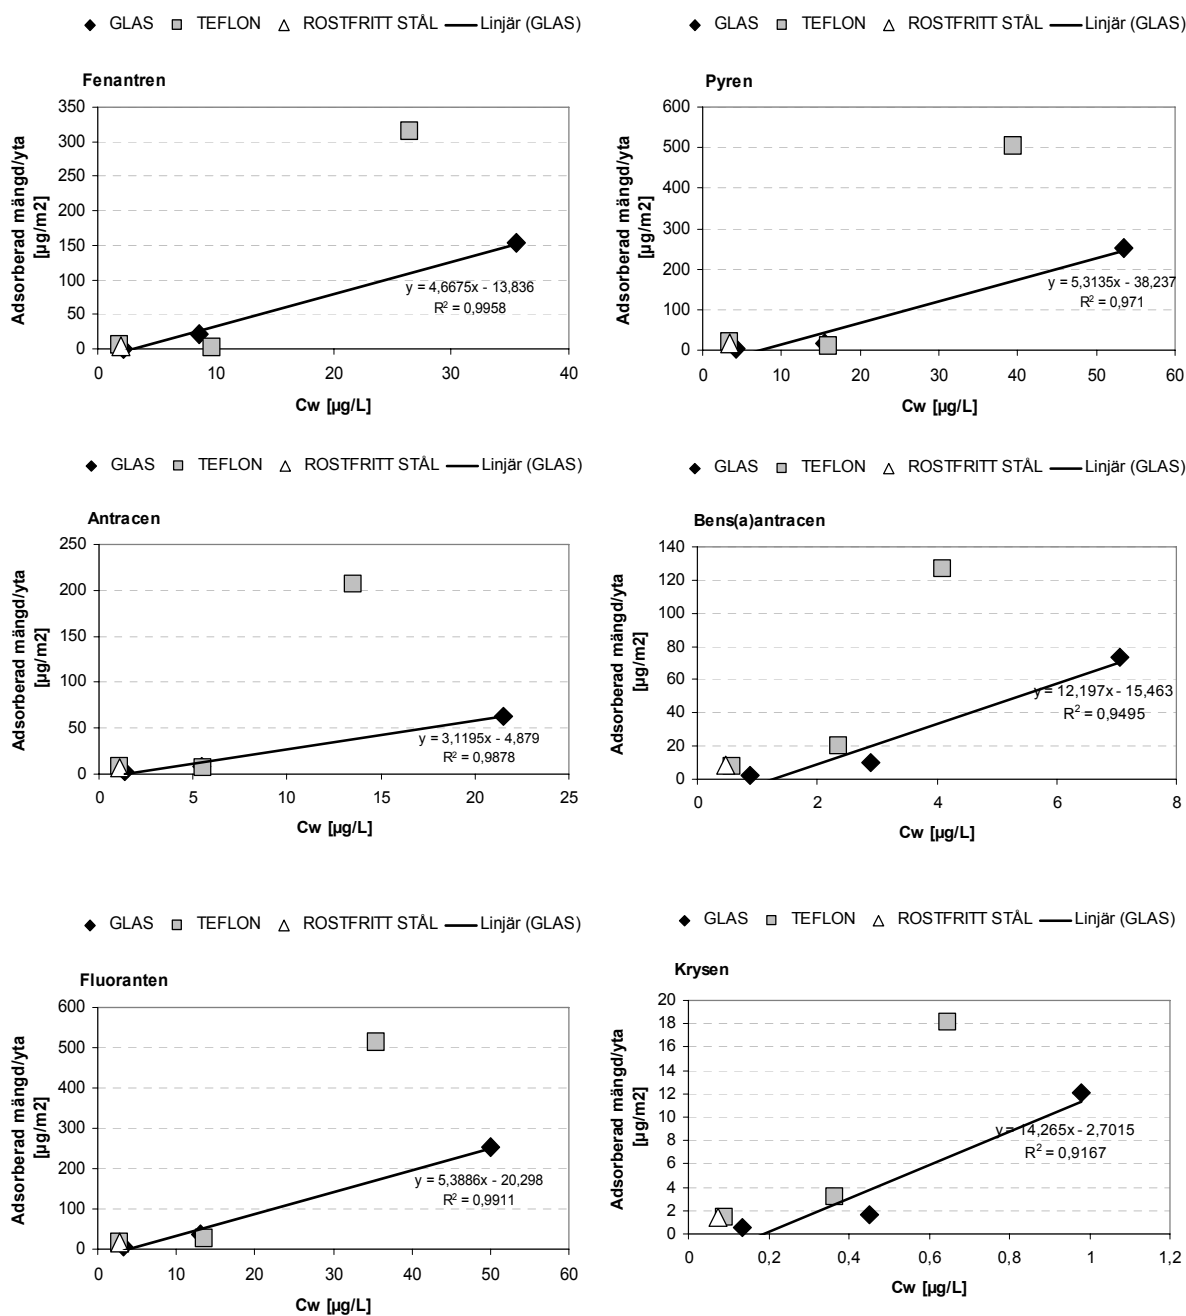 GLAS TEFLON ROSTFRITT STÅL Linjär (GLAS)
Fenantren
350
300
250
200
150
100
50
0
Adsorberad mängd/yta
[µg/m2]
y = 4,6675x - 13,836
R² = 0,9958
0 10 20 30 40
Cw [µg/L]
GLAS TEFLON ROSTFRITT STÅL Linjär (GLAS)
Pyren
600
500
400
300
200
100
0
Adsorberad mängd/yta
[µg/m2]
y = 5,3135x - 38,237
R² = 0,971
0 10 20 30 40 50 60
Cw [µg/L]
GLAS TEFLON ROSTFRITT STÅL Linjär (GLAS)
Antracen
250
200
150
100
50
0
Adsorberad mängd/yta
[µg/m2]
y = 3,1195x - 4,879
R² = 0,9878
0 5 10 15 20 25
Cw [µg/L]
GLAS TEFLON ROSTFRITT STÅL Linjär (GLAS)
Bens(a)antracen
140
120
100
80
60
40
20
0
Adsorberad mängd/yta
[µg/m2]
y = 12,197x - 15,463
R² = 0,9495
0 2 4 6 8
Cw [µg/L]
GLAS TEFLON ROSTFRITT STÅL Linjär (GLAS)
Fluoranten
600
500
400
300
200
100
0
Adsorberad mängd/yta
[µg/m2]
y = 5,3886x - 20,298
R² = 0,9911
0 10 20 30 40 50 60
Cw [µg/L]
GLAS TEFLON ROSTFRITT STÅL Linjär (GLAS)
Krysen
20
18
16
14
12
10
8
6
4
2
0
Adsorberad mängd/yta
[µg/m2]
y = 14,265x - 2,7015
R² = 0,9167
0 0,2 0,4 0,6 0,8 1 1,2
Cw [µg/L]